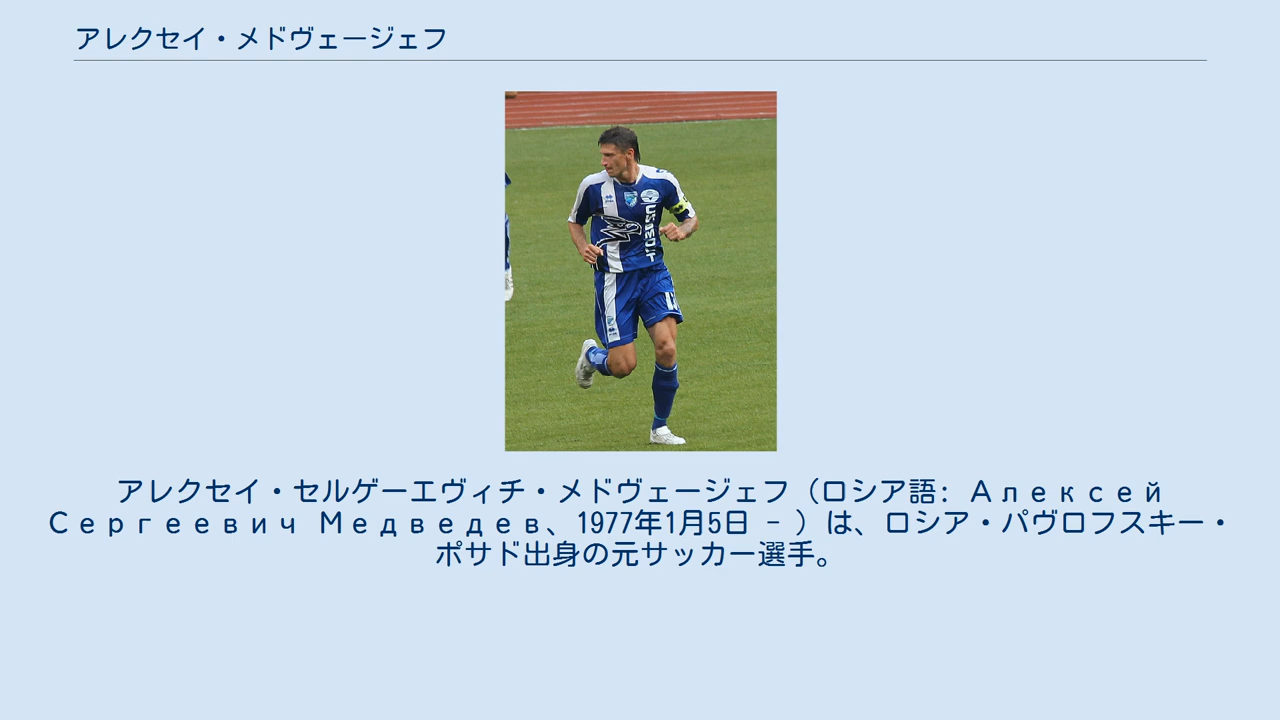 アレクセイ・メドヴェージェフ
アレクセイ・セルゲーエヴィチ・メドヴェージェフ（ロシア語: Алексей
Сергеевич Медведев、1977年1月5日 - ）は、ロシア・パヴロフスキー・
ポサド出身の元サッカー選手。